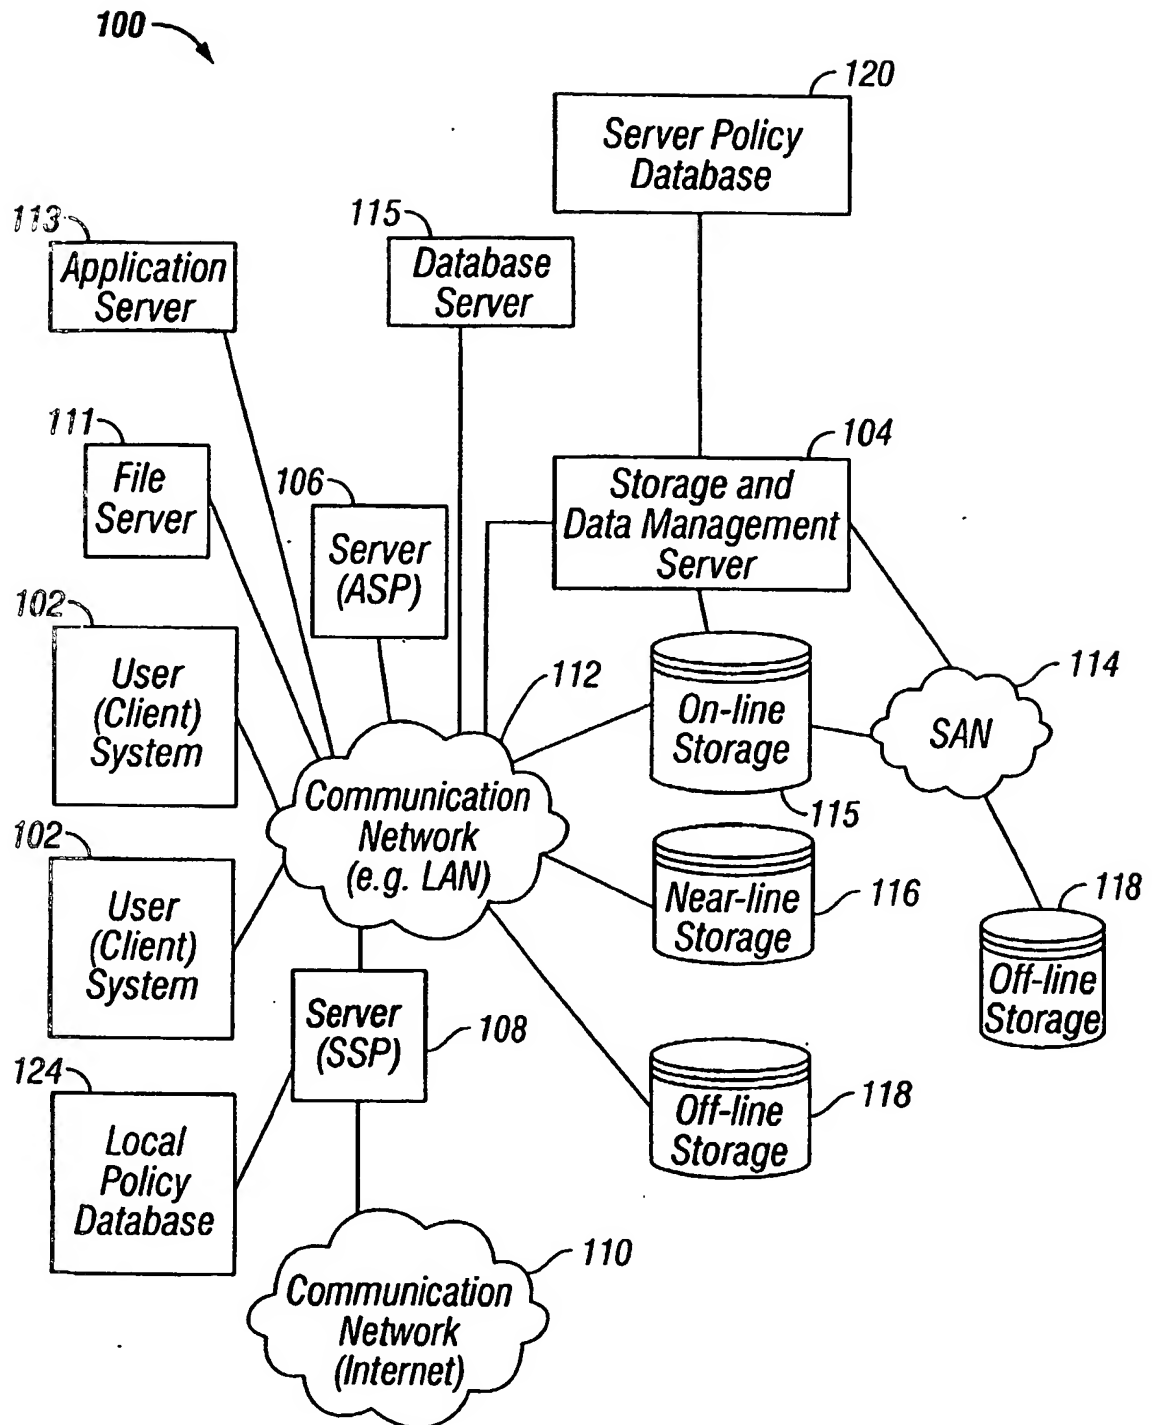 100
120
Server Policy
Database
113
Application
Server
115
Database
Server
111
File
Server
106
Server
(ASP)
104
Storage and
Data Management
Server
102
User
(Client)
System
112
On-line
Storage
115
114
SAN
Communication
Network
(e.g. LAN)
102
User
(Client)
System
Near-line
Storage
116
118
Off-line
Storage
Server
(SSP)
108
124
Local
Policy
Database
Off-line
Storage
118
110
Communication
Network
(Internet)